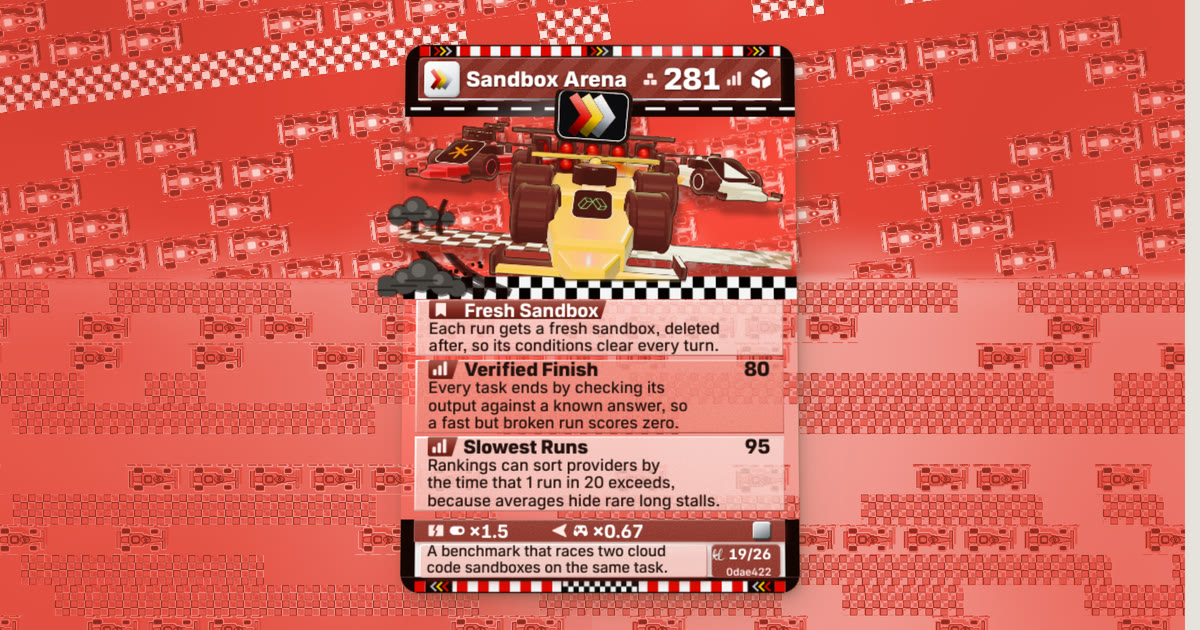 Sandbox Arena 281
Fresh Sandbox
Each run gets a fresh sandbox, deleted
after, so its conditions clear every turn.
Verified Finish 80
Every task ends by checking its
output against a known answer, so
a fast but broken run scores zero.
Slowest Runs 95
Rankings can sort providers by
the time that 1 run in 20 exceeds,
because averages hide rare long stalls.
×1.5 ×0.67
A benchmark that races two cloud
code sandboxes on the same task.
19/26
0dae422